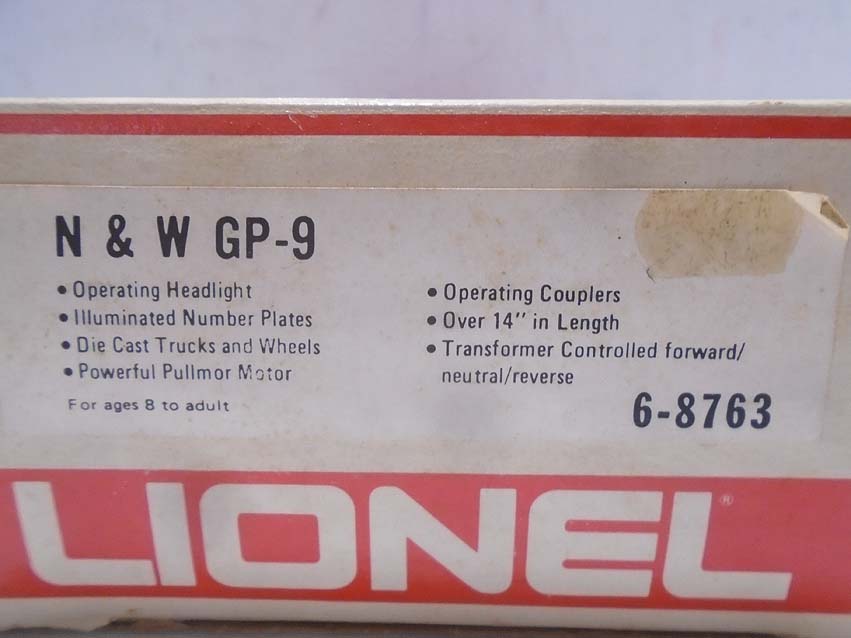 N & W GP-9
• Operating Headlight
• Illuminated Number Plates
• Die Cast Trucks and Wheels
• Powerful Pullmor Motor
For ages 8 to adult
• Operating Couplers
• Over 14" in Length
• Transformer Controlled forward/
neutral/reverse
6-8763
LIONEL®